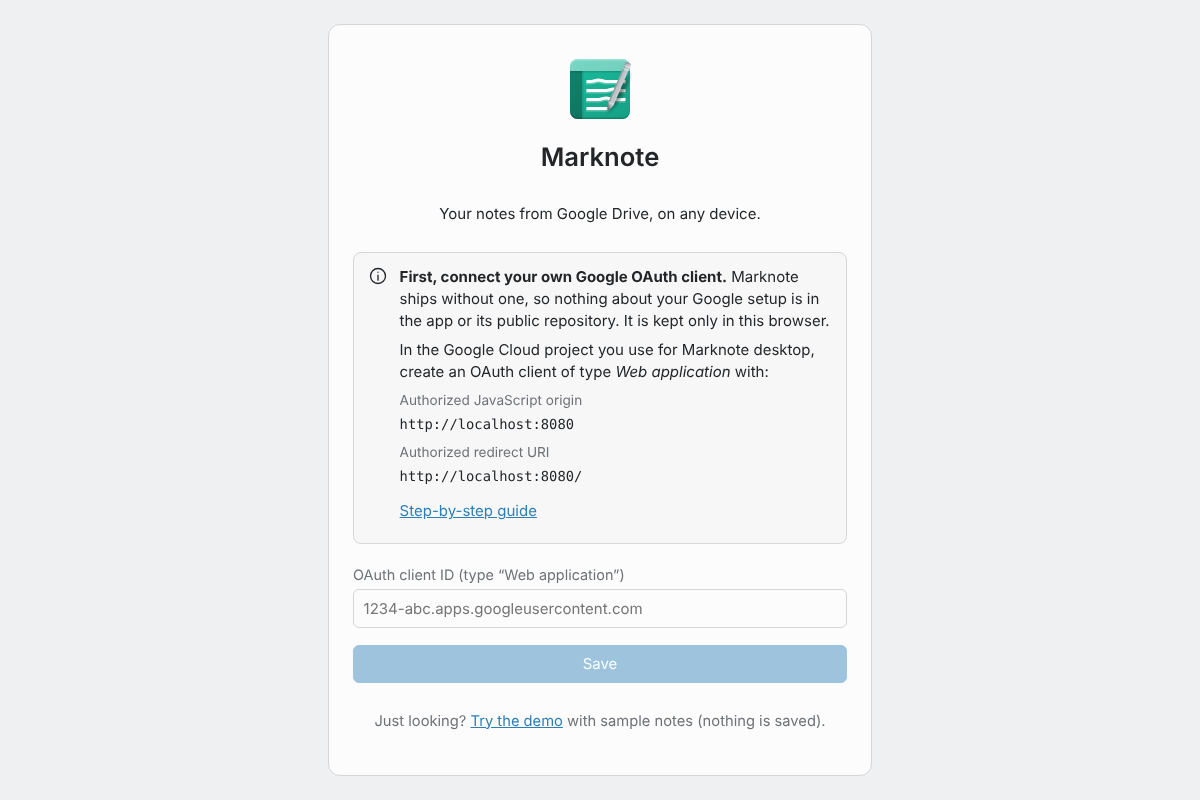 Marknote
Your notes from Google Drive, on any device.
First, connect your own Google OAuth client. Marknote
ships without one, so nothing about your Google setup is in
the app or its public repository. It is kept only in this browser.
In the Google Cloud project you use for Marknote desktop,
create an OAuth client of type Web application with:
Authorized JavaScript origin
http://localhost:8080
Authorized redirect URI
http://localhost:8080/
Step-by-step guide
OAuth client ID (type “Web application”)
1234-abc.apps.googleusercontent.com
Save
Just looking? Try the demo with sample notes (nothing is saved).